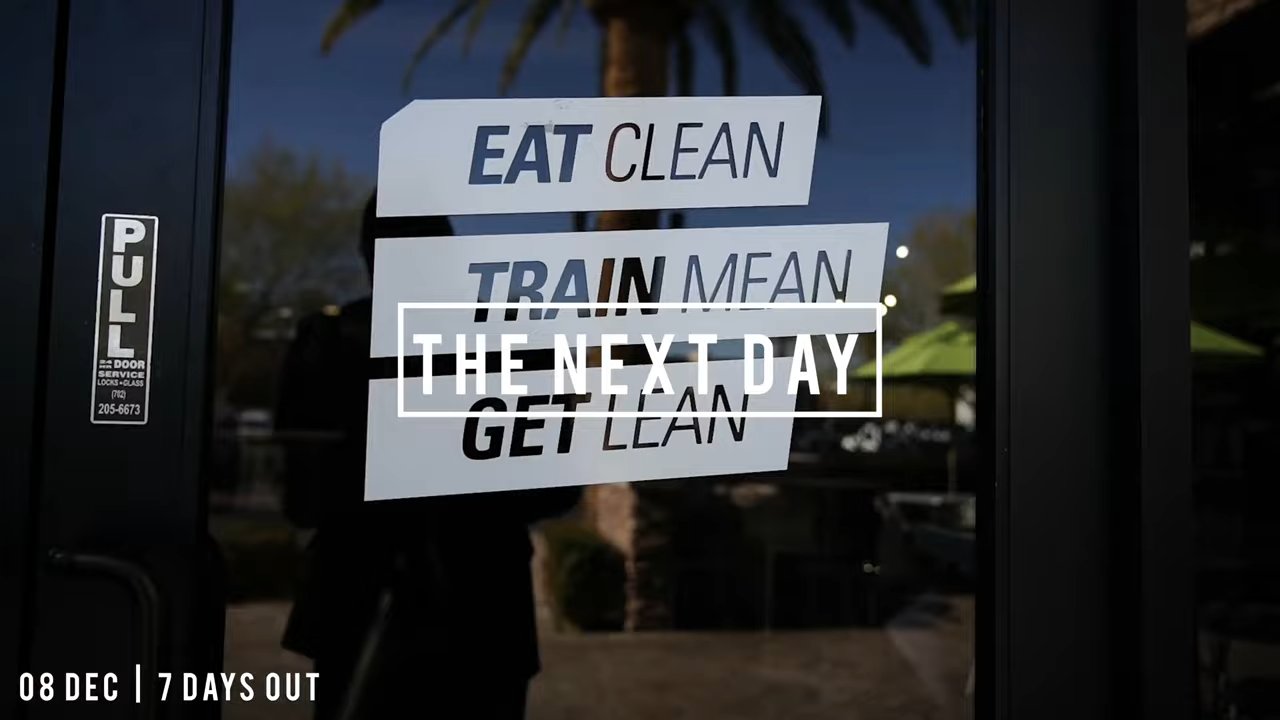 EAT CLEAN
TRAIN MEAN
THE NEXT DAY
GET LEAN
PULL
DOOR
SERVICE
LOCKS GLASS
(702)
205-6673
08 DEC | 7 DAYS OUT